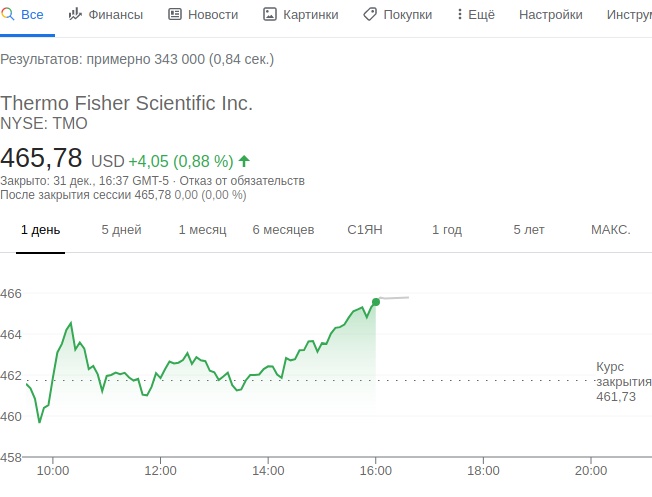 Все Финансы Новости Картинки Покупки Ещё Настройки
Результатов: примерно 343 000 (0,84 сек.)
Thermo Fisher Scientific Inc.
NYSE: TMO
465,78 USD +4,05 (0,88 %)
Закрыто: 31 дек., 16:37 GMT-5 · Отказ от обязательств
После закрытия сессии 465,78 0,00 (0,00 %)
1 день 5 дней 1 месяц 6 месяцев С1ЯН 1 год 5 лет МАКС.
466
464
462
460
458
Курс
закрытия
461,73
10:00 12:00 14:00 16:00 18:00 20:00